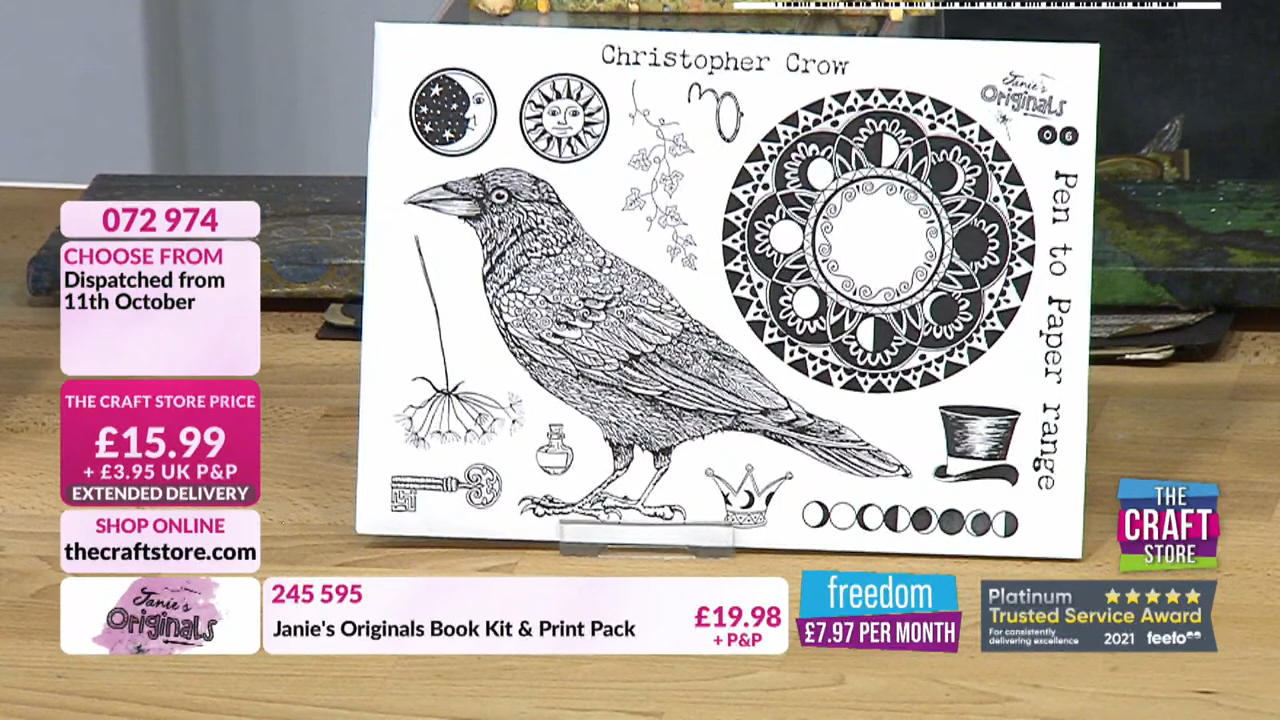 Christopher Crow
Janie's
Originals
06
Pen to Paper range
072 974
CHOOSE FROM
Dispatched from
11th October
THE CRAFT STORE PRICE
£15.99
+ £3.95 UK P&P
EXTENDED DELIVERY
SHOP ONLINE
thecraftstore.com
Janie's
Originals
245 595
Janie's Originals Book Kit & Print Pack
£19.98
+ P&P
freedom
£7.97 PER MONTH
THE
CRAFT
STORE
Platinum
Trusted Service Award
For consistently
delivering excellence
2021 feefo